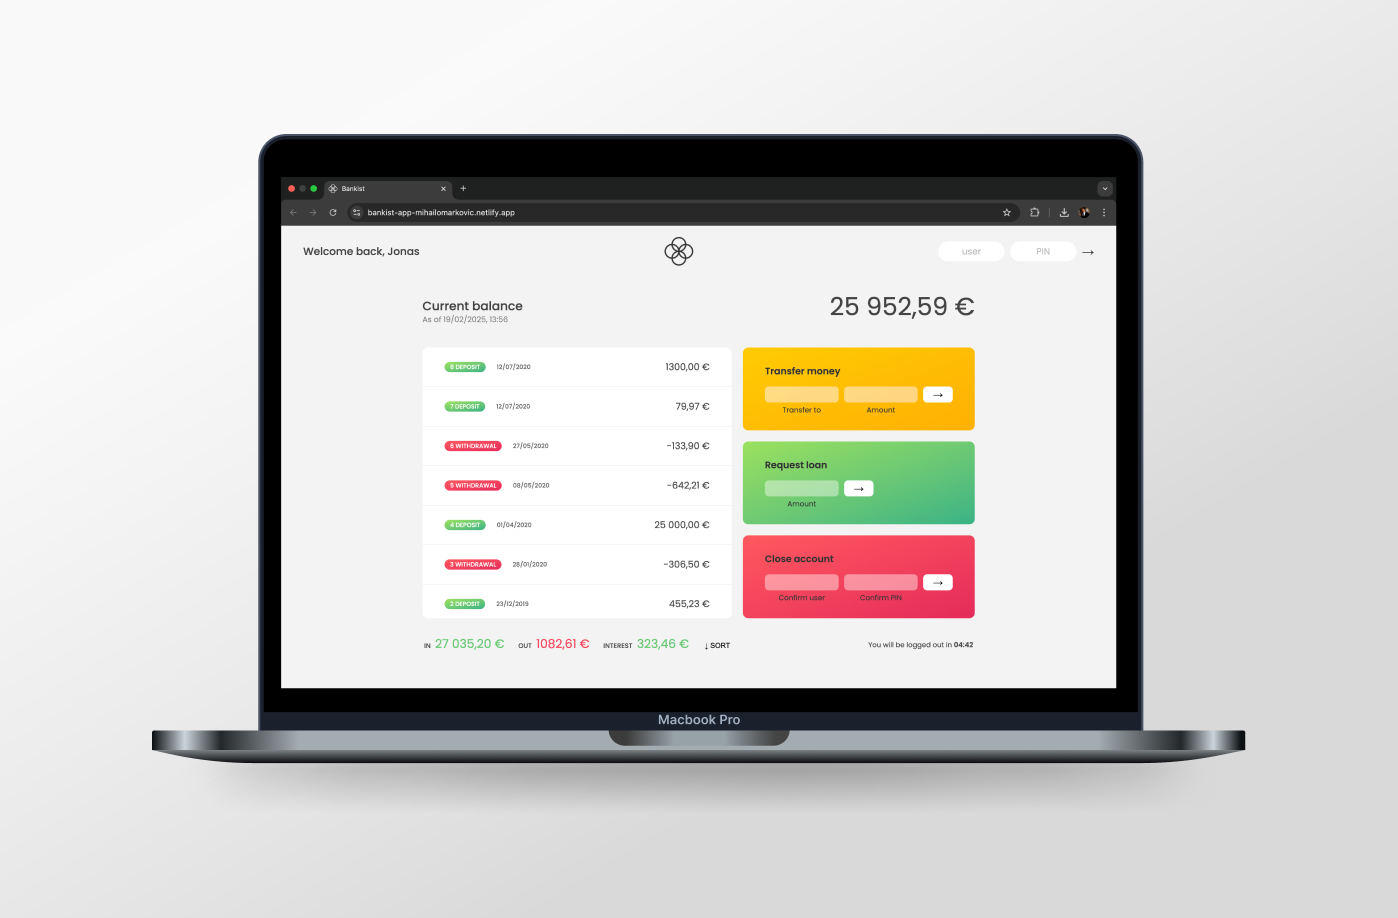 Bankist
bankist-app-mihailomarkovic.netlify.app
Welcome back, Jonas
user
PIN
→
Current balance
As of 19/02/2025, 13:56
25 952,59 €
8 DEPOSIT 12/07/2020 1300,00 €
7 DEPOSIT 12/07/2020 79,97 €
6 WITHDRAWAL 27/05/2020 -133,90 €
5 WITHDRAWAL 08/05/2020 -642,21 €
4 DEPOSIT 01/04/2020 25 000,00 €
3 WITHDRAWAL 28/01/2020 -306,50 €
2 DEPOSIT 23/12/2019 455,23 €
Transfer money
→
Transfer to Amount
Request loan
→
Amount
Close account
→
Confirm user Confirm PIN
IN 27 035,20 € OUT 1082,61 € INTEREST 323,46 € ↓ SORT
You will be logged out in 04:42
Macbook Pro